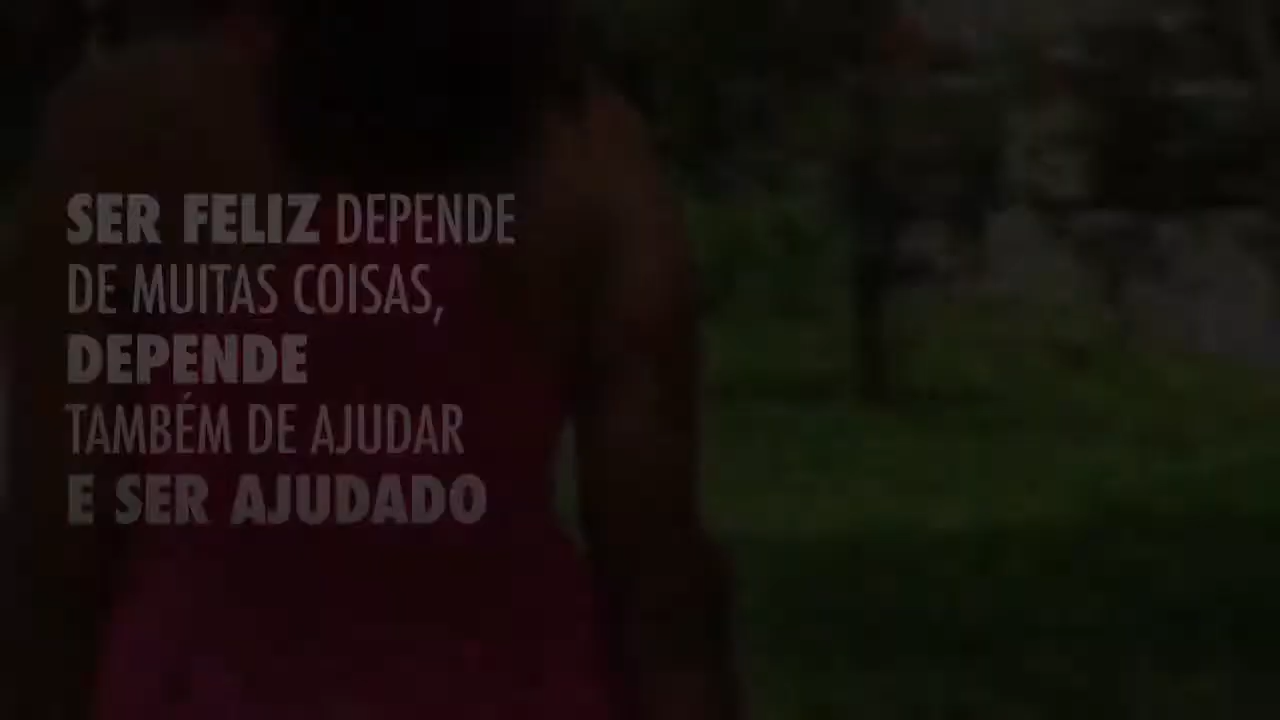 SER FELIZ DEPENDE
DE MUITAS COISAS,
DEPENDE
TAMBÉM DE AJUDAR
E SER AJUDADO